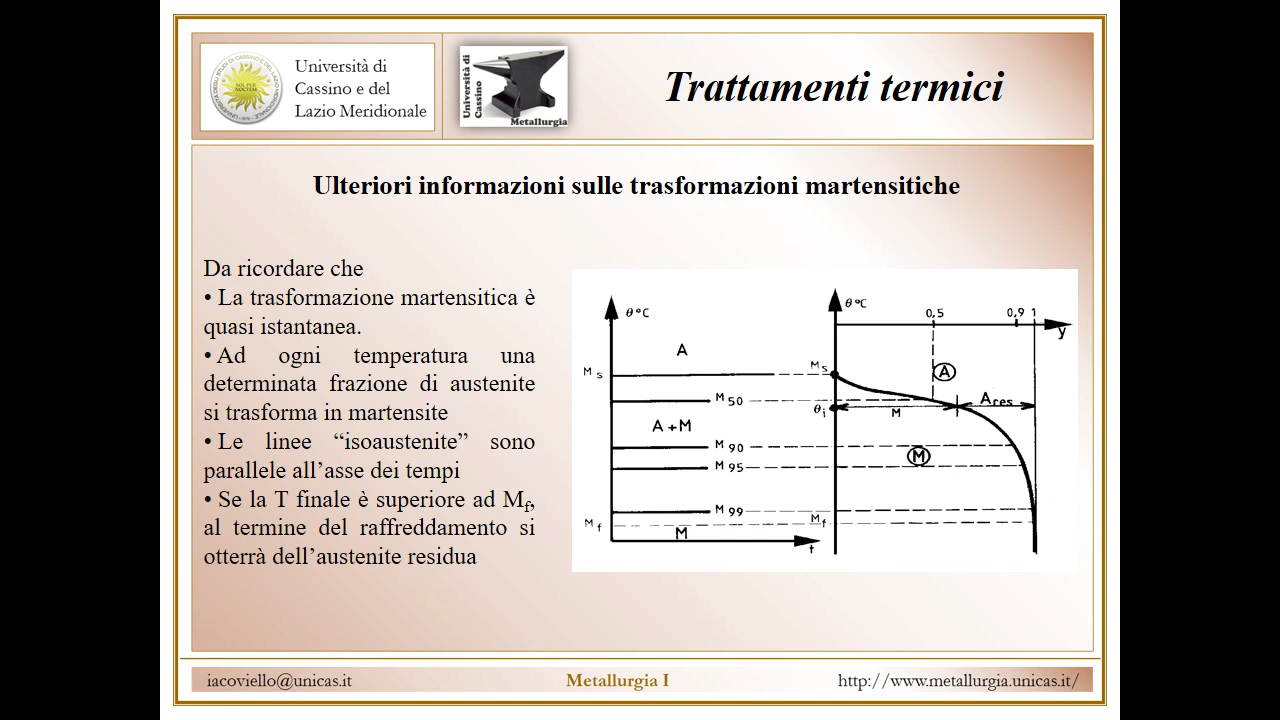 Università di
Cassino e del
Lazio Meridionale
Università di
Cassino
Metallurgia
Trattamenti termici
Ulteriori informazioni sulle trasformazioni martensitiche
Da ricordare che
• La trasformazione martensitica è
quasi istantanea.
• Ad ogni temperatura una
determinata frazione di austenite
si trasforma in martensite
• Le linee “isoaustenite” sono
parallele all’asse dei tempi
• Se la T finale è superiore ad Mf,
al termine del raffreddamento si
otterrà dell’austenite residua
θ°C
A
Ms
M50
A+M
M90
M95
M99
Mf
M
t
θ°C
0,5
0,9
1
y
Ms
A
θi
M
Ares
M
Mf
iacoviello@unicas.it
Metallurgia I
http://www.metallurgia.unicas.it/